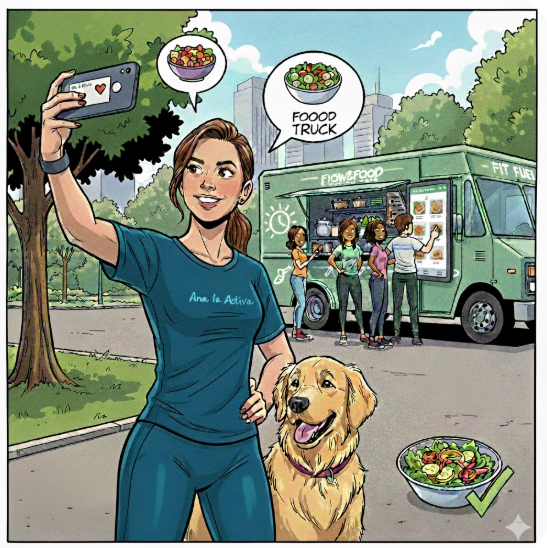 FOOOD
TRUCK
FLOW&FOOD
FIT FUEL
Ana la Activa